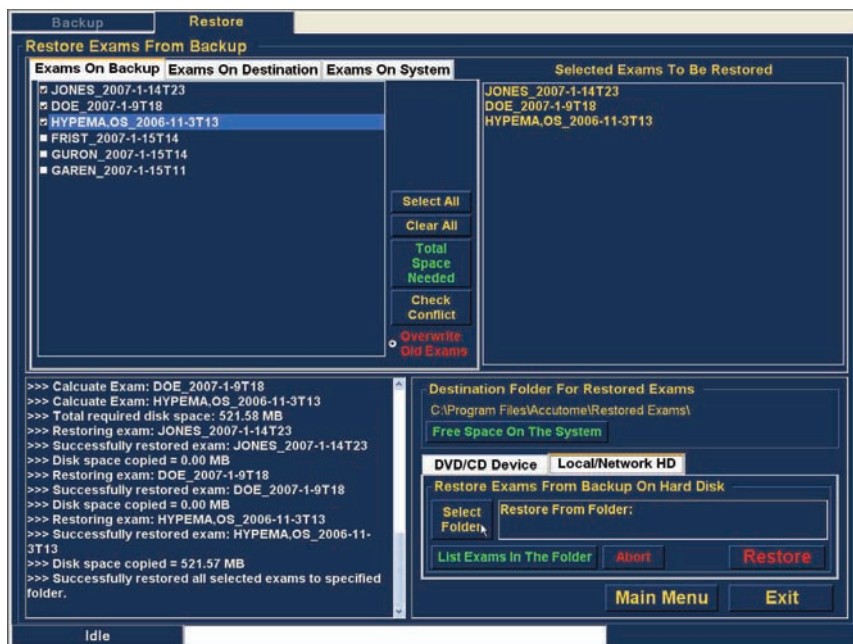 Backup
Restore
Restore Exams From Backup
Exams On Backup
Exams On Destination
Exams On System
JONES_2007-1-14T23
DOE_2007-1-9T18
HYPEMA,OS_2006-11-3T13
FRIST_2007-1-15T14
GURON_2007-1-15T14
GAREN_2007-1-15T11
Select All
Clear All
Total
Space
Needed
Check
Conflict
Overwrite
Old Exams
Selected Exams To Be Restored
JONES_2007-1-14T23
DOE_2007-1-9T18
HYPEMA,OS_2006-11-3T13
>>> Calcuate Exam: DOE_2007-1-9T18
>>> Calcuate Exam: HYPEMA,OS_2006-11-3T13
>>> Total required disk space: 521.58 MB
>>> Restoring exam: JONES_2007-1-14T23
>>> Successfully restored exam: JONES_2007-1-14T23
>>> Disk space copied = 0.00 MB
>>> Restoring exam: DOE_2007-1-9T18
>>> Successfully restored exam: DOE_2007-1-9T18
>>> Disk space copied = 0.00 MB
>>> Restoring exam: HYPEMA,OS_2006-11-3T13
>>> Successfully restored exam: HYPEMA,OS_2006-11-
3T13
>>> Disk space copied = 521.57 MB
>>> Successfully restored all selected exams to specified
folder.
Destination Folder For Restored Exams
C:\Program Files\Accutome\Restored Exams\
Free Space On The System
DVD/CD Device
Local/Network HD
Restore Exams From Backup On Hard Disk
Select
Folder
Restore From Folder:
List Exams In The Folder
Abort
Restore
Main Menu
Exit
Idle